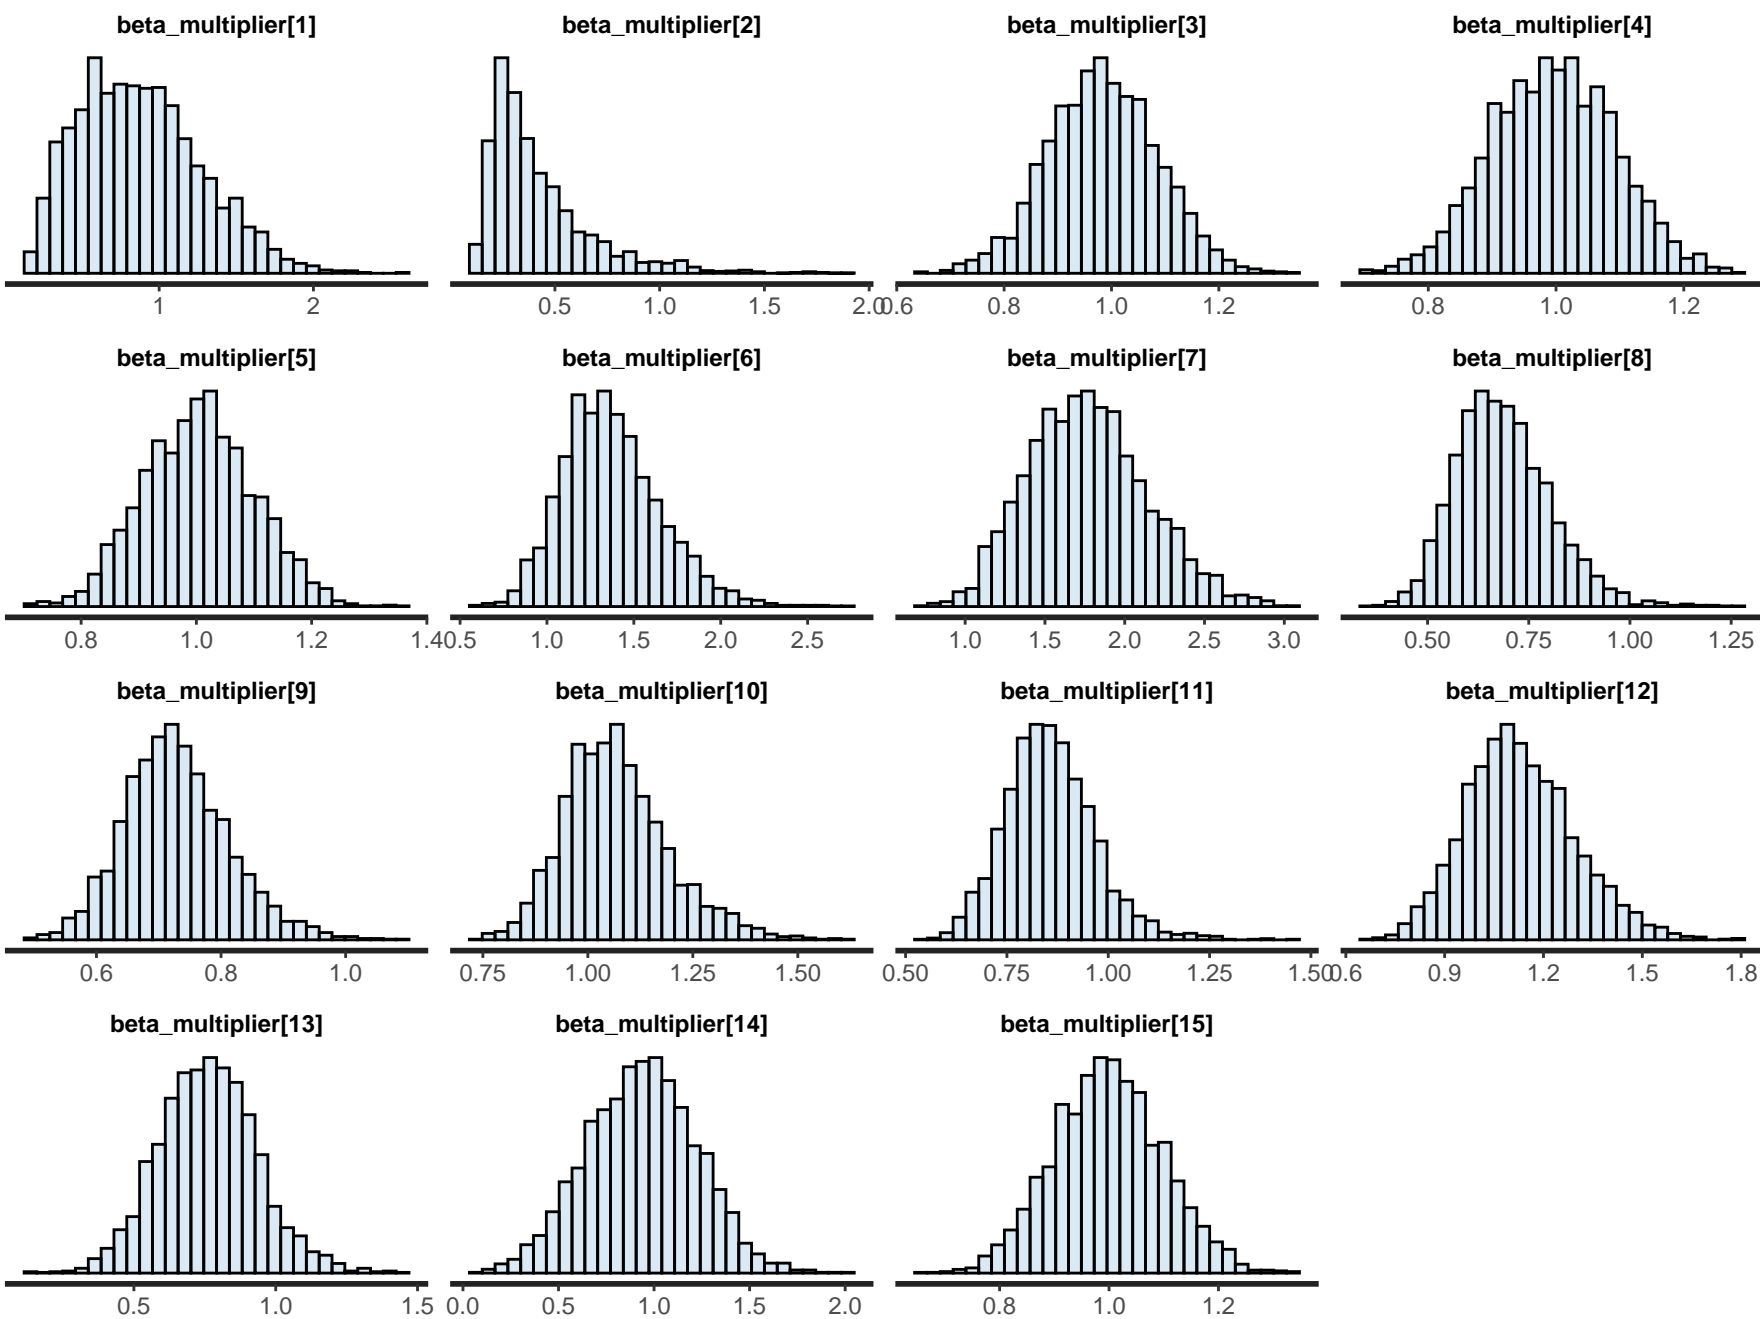 beta_multiplier[1] beta_multiplier[2] beta_multiplier[3] beta_multiplier[4]
1 2 0.5 1.0 1.5 2.0 0.6 0.8 1.0 1.2 0.8 1.0 1.2
beta_multiplier[5] beta_multiplier[6] beta_multiplier[7] beta_multiplier[8]
0.8 1.0 1.2 1.4 0.5 1.0 1.5 2.0 2.5 1.0 1.5 2.0 2.5 3.0 0.50 0.75 1.00 1.25
beta_multiplier[9] beta_multiplier[10] beta_multiplier[11] beta_multiplier[12]
0.6 0.8 1.0 0.75 1.00 1.25 1.50 0.50 0.75 1.00 1.25 1.50 0.6 0.9 1.2 1.5 1.8
beta_multiplier[13] beta_multiplier[14] beta_multiplier[15]
0.5 1.0 1.5 0.0 0.5 1.0 1.5 2.0 0.8 1.0 1.2